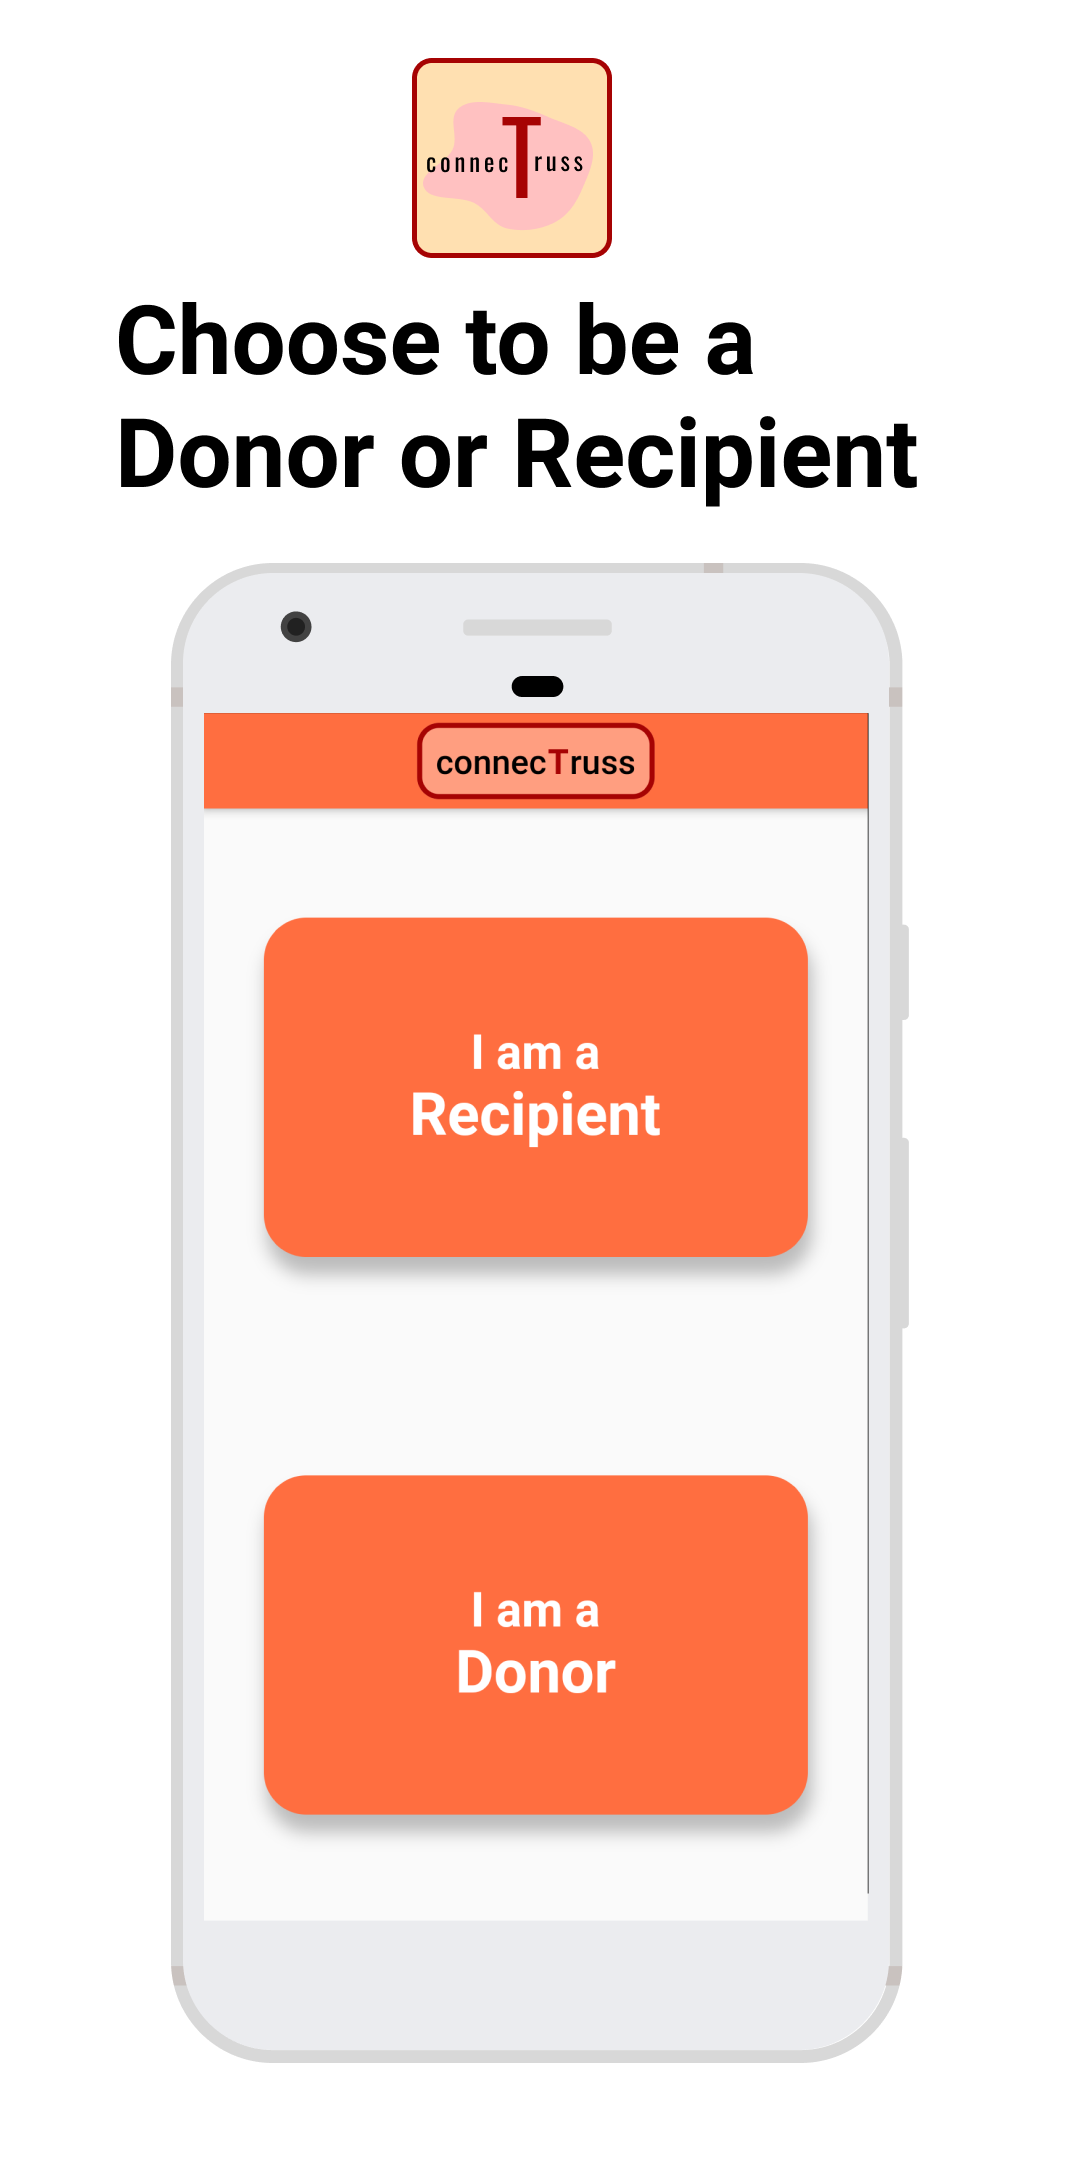 connecTruss
Choose to be a
Donor or Recipient
connecTruss
I am a
Recipient
I am a
Donor